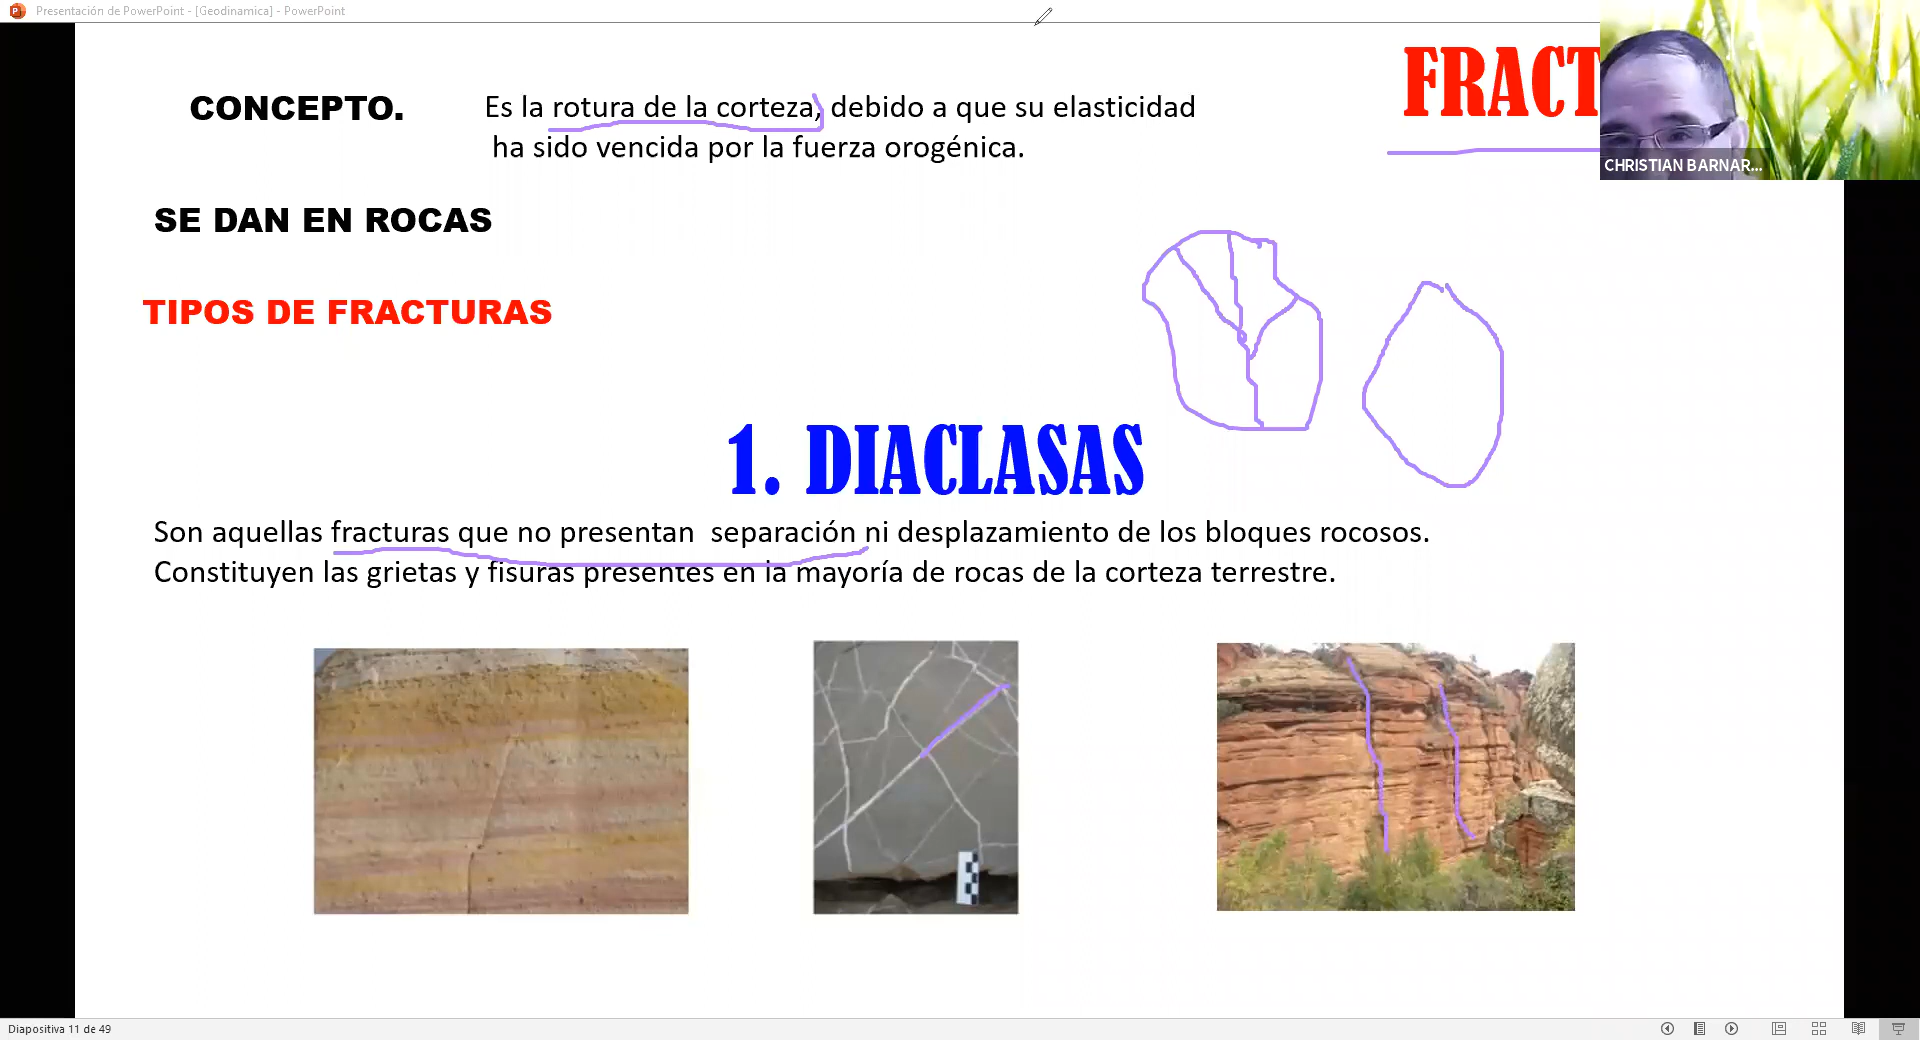 Presentación de PowerPoint - [Geodinamica] - PowerPoint
FRACT
CHRISTIAN BARNAR...
CONCEPTO.
Es la rotura de la corteza, debido a que su elasticidad
ha sido vencida por la fuerza orogénica.
SE DAN EN ROCAS
TIPOS DE FRACTURAS
1. DIACLASAS
Son aquellas fracturas que no presentan separación ni desplazamiento de los bloques rocosos.
Constituyen las grietas y fisuras presentes en la mayoría de rocas de la corteza terrestre.
Diapositiva 11 de 49